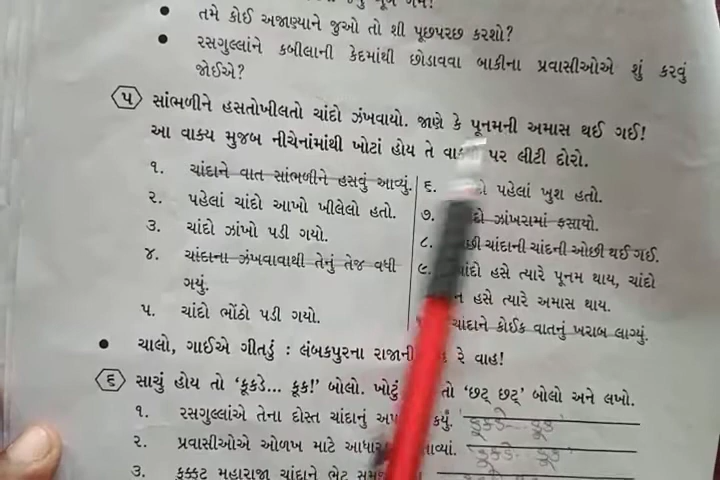 તમે કોઈ અજાણ્યાને જુઓ તો શી પૂછપરછ કરશો?
રસગુલ્લાંને કબીલાની કેદમાંથી છોડાવવા બાકીના પ્રવાસીઓએ શું કરવું
જોઈએ?
૫ સાંભળીને હસતોખીલતો ચાંદો ઝંખવાયો. જાણે કે પૂનમની અમાસ થઈ ગઈ!
આ વાક્ય મુજબ નીચેનાંમાંથી ખોટાં હોય તે પર લીટી દોરો.
૧. ચાંદાને વાત સાંભળીને હસવું આવ્યું.
૨. પહેલાં ચાંદો આખો ખીલેલો હતો.
૩. ચાંદો ઝાંખો પડી ગયો.
૪. ચાંદાના ઝંખવાવાથી તેનું તેજ વધી
ગયું.
૫. ચાંદો ભોંઠો પડી ગયો.
૬. પહેલાં ખુશ હતો.
૭. ઝાંખરામાં ફસાયો.
૮. ચાંદાની ચાંદની ઓછી થઈ ગઈ.
૯. ચાંદો હસે ત્યારે પૂનમ થાય, ચાંદો
હસે ત્યારે અમાસ થાય.
ચાંદાને કોઈક વાતનું ખરાબ લાગ્યું.
ચાલો, ગાઈએ ગીતડું : લંબકપુરના રાજાની રે વાહ!
૬ સાચું હોય તો ‘કૂકડે... કૂક!’ બોલો. ખોટું તો ‘છટ્ છટ્’ બોલો અને લખો.
૧. રસગુલ્લાંએ તેના દોસ્ત ચાંદાનું કર્યું. કૂકડે... કૂક
૨. પ્રવાસીઓએ ઓળખ માટે કૂકડે.. કૂક
૩. કુક્કુટ મહારાજા ચાંદાને ભેટ